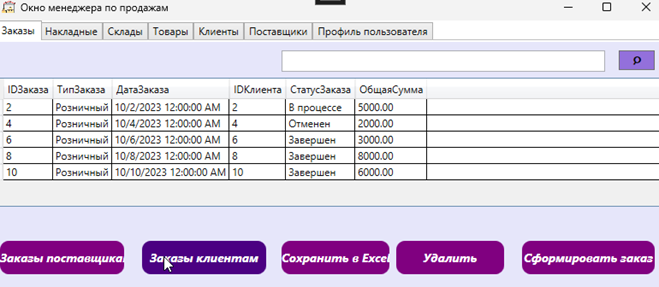 Окно менеджера по продажам
Заказы Накладные Склады Товары Клиенты Поставщики Профиль пользователя
IDЗаказа ТипЗаказа ДатаЗаказа IDКлиента СтатусЗаказа ОбщаяСумма
2 Розничный 10/2/2023 12:00:00 AM 2 В процессе 5000.00
4 Розничный 10/4/2023 12:00:00 AM 4 Отменен 2000.00
6 Розничный 10/6/2023 12:00:00 AM 6 Завершен 3000.00
8 Розничный 10/8/2023 12:00:00 AM 8 Завершен 8000.00
10 Розничный 10/10/2023 12:00:00 AM 10 Завершен 6000.00
Заказы поставщика Заказы клиентам Сохранить в Excel Удалить Сформировать заказ